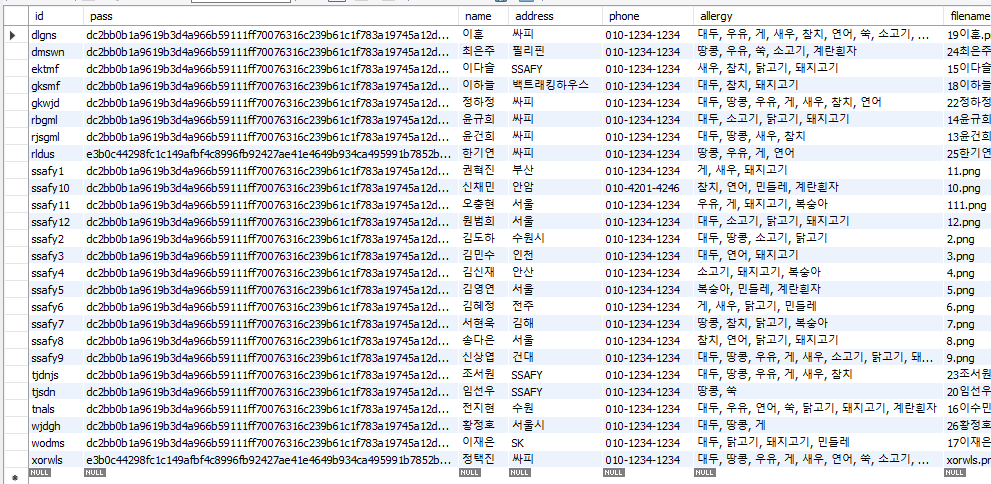 id pass name address phone allergy filename
dlgns dc2bb0b1a9619b3d4a966b59111ff70076316c239b61c1f783a19745a12d... 이훈 싸피 010-1234-1234 대두, 우유, 게, 새우, 참치, 연어, 쑥, 소고기, ... 19이훈.p
dmswn dc2bb0b1a9619b3d4a966b59111ff70076316c239b61c1f783a19745a12d... 최은주 필리핀 010-1234-1234 땅콩, 우유, 쑥, 소고기, 계란흰자 24최은주
ektmf dc2bb0b1a9619b3d4a966b59111ff70076316c239b61c1f783a19745a12d... 이다슬 SSAFY 010-1234-1234 새우, 참치, 닭고기, 돼지고기 15이다슬
gksmf dc2bb0b1a9619b3d4a966b59111ff70076316c239b61c1f783a19745a12d... 이하늘 백트래킹하우스 010-1234-1234 대두, 참치, 돼지고기 18이하늘
gkwjd dc2bb0b1a9619b3d4a966b59111ff70076316c239b61c1f783a19745a12d... 정하정 싸피 010-1234-1234 대두, 땅콩, 우유, 게, 새우, 참치, 연어 22정하정
rbgml dc2bb0b1a9619b3d4a966b59111ff70076316c239b61c1f783a19745a12d... 윤규희 싸피 010-1234-1234 대두, 소고기, 닭고기, 돼지고기 14윤규희
rjsgml dc2bb0b1a9619b3d4a966b59111ff70076316c239b61c1f783a19745a12d... 윤건희 싸피 010-1234-1234 대두, 땅콩, 새우, 참치 13윤건희
rldus e3b0c44298fc1c149afbf4c8996fb92427ae41e4649b934ca495991b7852b... 한기연 싸피 010-1234-1234 땅콩, 우유, 게, 연어 25한기연
ssafy1 dc2bb0b1a9619b3d4a966b59111ff70076316c239b61c1f783a19745a12d... 권혁진 부산 010-1234-1234 게, 새우, 돼지고기 11.png
ssafy10 dc2bb0b1a9619b3d4a966b59111ff70076316c239b61c1f783a19745a12d... 신채민 안암 010-4201-4246 참치, 연어, 민들레, 계란흰자 10.png
ssafy11 dc2bb0b1a9619b3d4a966b59111ff70076316c239b61c1f783a19745a12d... 오충현 서울 010-1234-1234 우유, 게, 돼지고기, 복숭아 111.png
ssafy12 dc2bb0b1a9619b3d4a966b59111ff70076316c239b61c1f783a19745a12d... 원범희 서울 010-1234-1234 대두, 소고기, 닭고기, 돼지고기 12.png
ssafy2 dc2bb0b1a9619b3d4a966b59111ff70076316c239b61c1f783a19745a12d... 김도하 수원시 010-1234-1234 대두, 땅콩, 소고기, 닭고기 2.png
ssafy3 dc2bb0b1a9619b3d4a966b59111ff70076316c239b61c1f783a19745a12d... 김민수 인천 010-1234-1234 대두, 연어, 돼지고기 3.png
ssafy4 dc2bb0b1a9619b3d4a966b59111ff70076316c239b61c1f783a19745a12d... 김신재 안산 010-1234-1234 소고기, 돼지고기, 복숭아 4.png
ssafy5 dc2bb0b1a9619b3d4a966b59111ff70076316c239b61c1f783a19745a12d... 김영연 서울 010-1234-1234 복숭아, 민들레, 계란흰자 5.png
ssafy6 dc2bb0b1a9619b3d4a966b59111ff70076316c239b61c1f783a19745a12d... 김혜정 전주 010-1234-1234 게, 새우, 닭고기, 민들레 6.png
ssafy7 dc2bb0b1a9619b3d4a966b59111ff70076316c239b61c1f783a19745a12d... 서현욱 김해 010-1234-1234 땅콩, 참치, 닭고기, 복숭아 7.png
ssafy8 dc2bb0b1a9619b3d4a966b59111ff70076316c239b61c1f783a19745a12d... 송다은 서울 010-1234-1234 참치, 연어, 닭고기, 돼지고기 8.png
ssafy9 dc2bb0b1a9619b3d4a966b59111ff70076316c239b61c1f783a19745a12d... 신상엽 건대 010-1234-1234 대두, 땅콩, 우유, 게, 새우, 소고기, 닭고기, 돼... 9.png
tjdnjs dc2bb0b1a9619b3d4a966b59111ff70076316c239b61c1f783a19745a12d... 조서원 SSAFY 010-1234-1234 대두, 땅콩, 우유, 게, 새우, 참치 23조서원
tjsdn dc2bb0b1a9619b3d4a966b59111ff70076316c239b61c1f783a19745a12d... 임선우 SSAFY 010-1234-1234 땅콩, 쑥 20임선우
tnals dc2bb0b1a9619b3d4a966b59111ff70076316c239b61c1f783a19745a12d... 전지현 수원 010-1234-1234 대두, 우유, 연어, 쑥, 닭고기, 돼지고기, 계란흰자 16이수민
wjdgh dc2bb0b1a9619b3d4a966b59111ff70076316c239b61c1f783a19745a12d... 황정호 서울시 010-1234-1234 대두, 땅콩, 게 26황정호
wodms dc2bb0b1a9619b3d4a966b59111ff70076316c239b61c1f783a19745a12d... 이재은 SK 010-1234-1234 대두, 닭고기, 돼지고기, 민들레 17이재은
xorwls e3b0c44298fc1c149afbf4c8996fb92427ae41e4649b934ca495991b7852b... 정택진 싸피 010-1234-1234 대두, 땅콩, 우유, 게, 새우, 연어, 쑥, 소고기, ... xorwls.pr
NULL NULL NULL NULL NULL NULL NULL